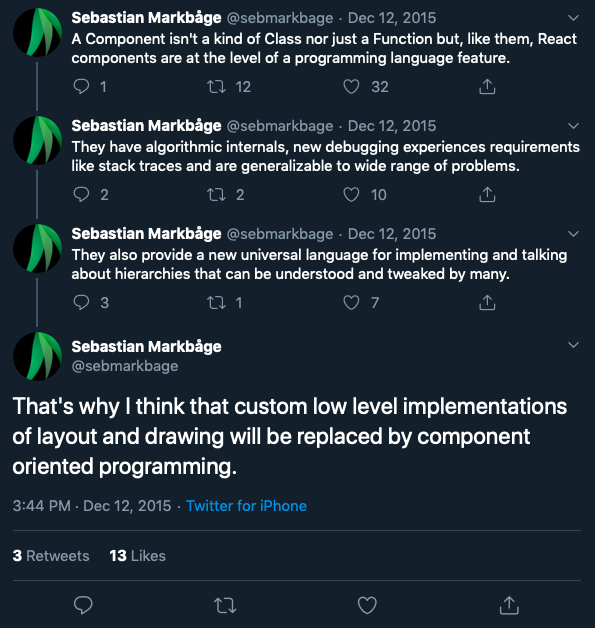 Sebastian Markbåge @sebmarkbage · Dec 12, 2015
A Component isn't a kind of Class nor just a Function but, like them, React
components are at the level of a programming language feature.
1 12 32
Sebastian Markbåge @sebmarkbage · Dec 12, 2015
They have algorithmic internals, new debugging experiences requirements
like stack traces and are generalizable to wide range of problems.
2 2 10
Sebastian Markbåge @sebmarkbage · Dec 12, 2015
They also provide a new universal language for implementing and talking
about hierarchies that can be understood and tweaked by many.
3 1 7
Sebastian Markbåge
@sebmarkbage
That's why I think that custom low level implementations
of layout and drawing will be replaced by component
oriented programming.
3:44 PM · Dec 12, 2015 · Twitter for iPhone
3 Retweets 13 Likes